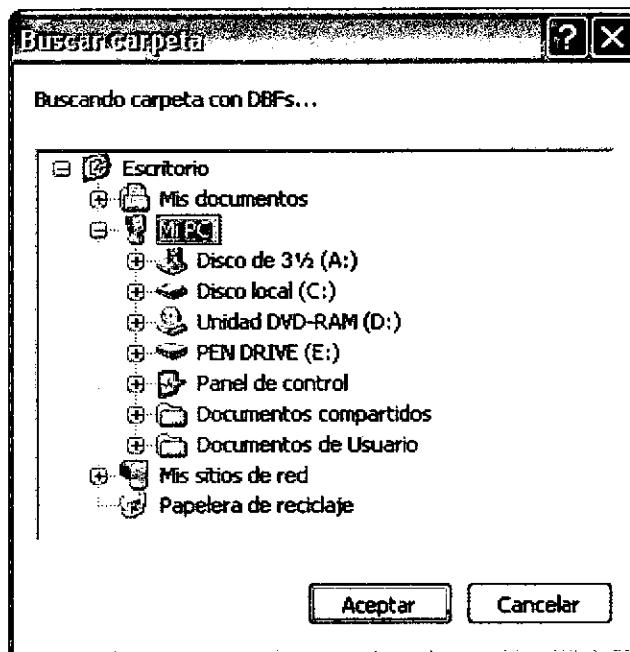 Buscar carpeta
Buscando carpeta con DBFs...
Escritorio
Mis documentos
Mi PC
Disco de 3½ (A:)
Disco local (C:)
Unidad DVD-RAM (D:)
PEN DRIVE (E:)
Panel de control
Documentos compartidos
Documentos de Usuario
Mis sitios de red
Papelera de reciclaje
Aceptar
Cancelar